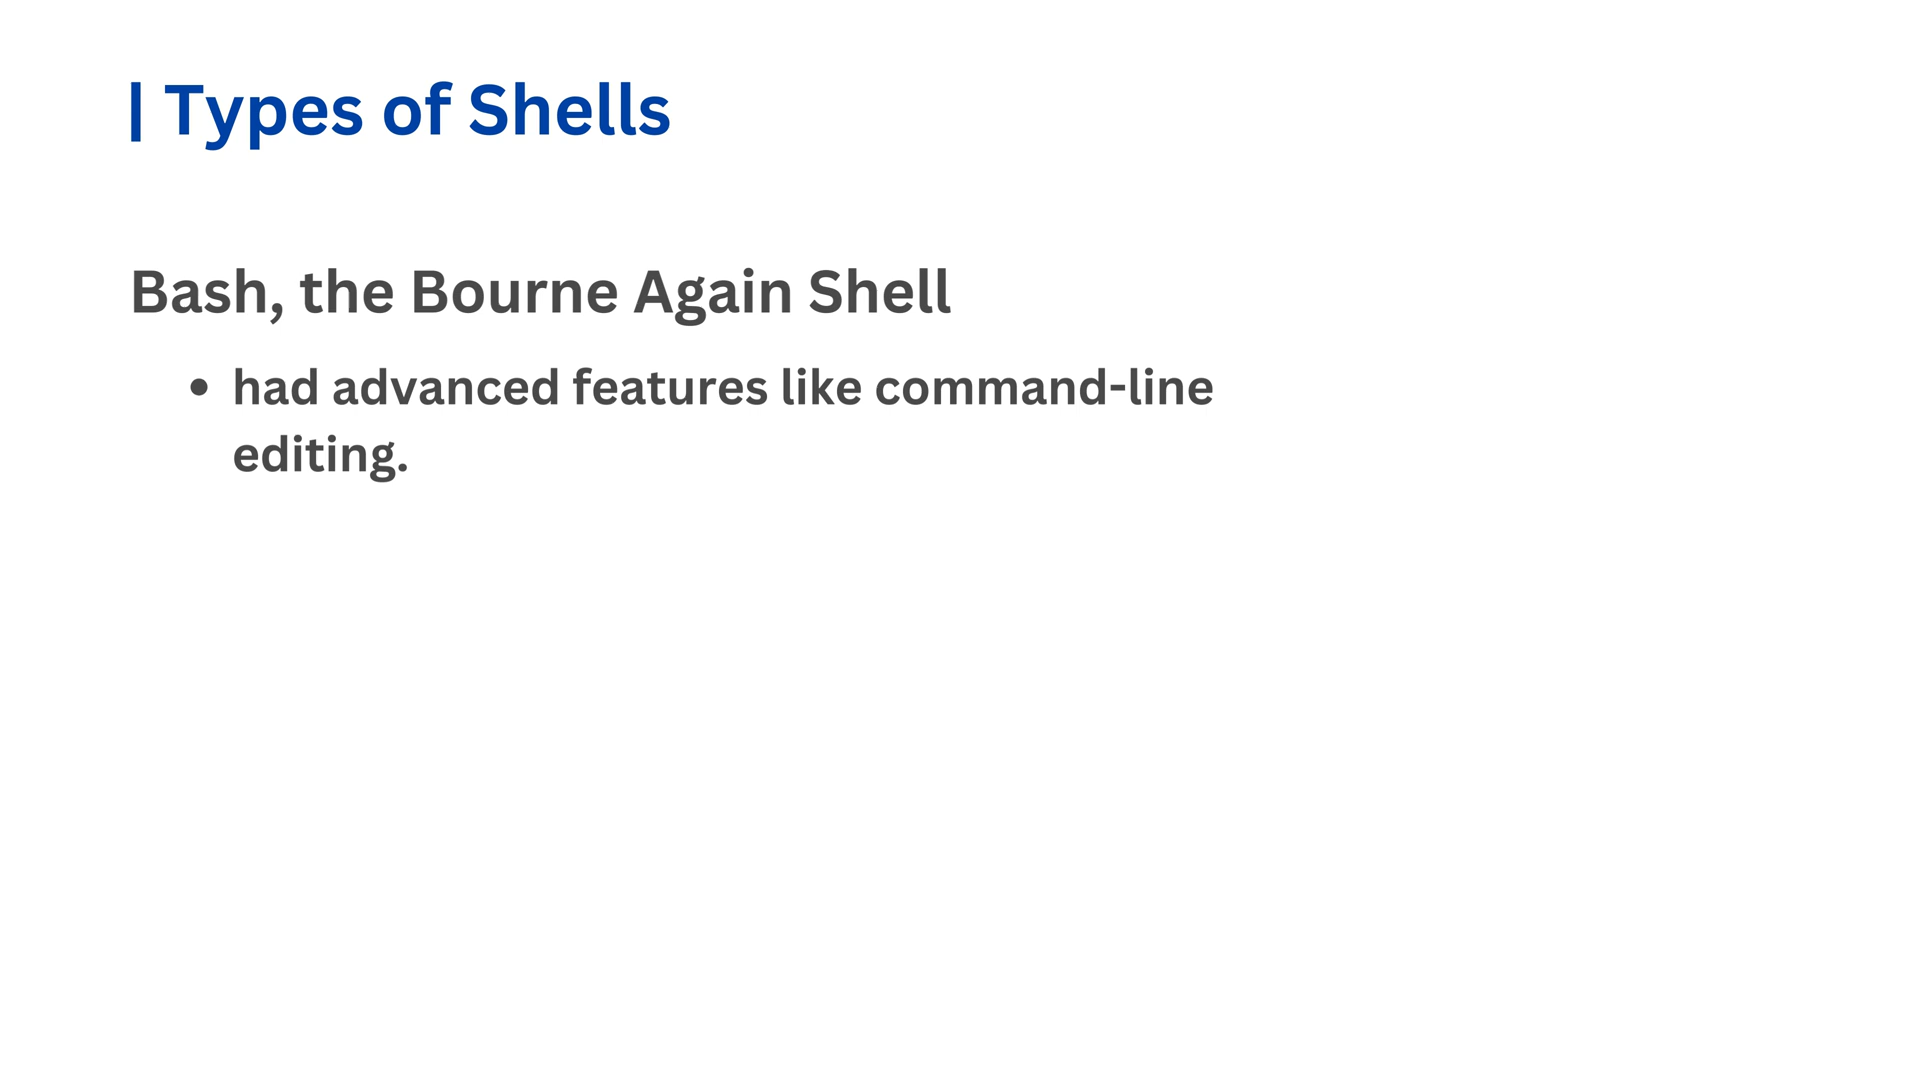 | Types of Shells
Bash, the Bourne Again Shell
• had advanced features like command-line
editing.